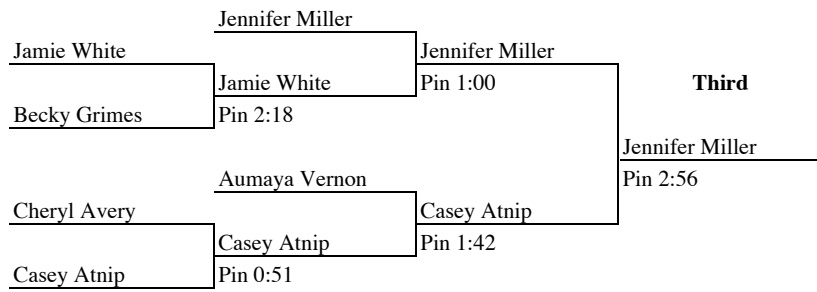 Jennifer Miller
Jamie White
Jennifer Miller
Jamie White
Pin 1:00
Third
Becky Grimes
Pin 2:18
Jennifer Miller
Aumaya Vernon
Pin 2:56
Cheryl Avery
Casey Atnip
Casey Atnip
Pin 1:42
Casey Atnip
Pin 0:51